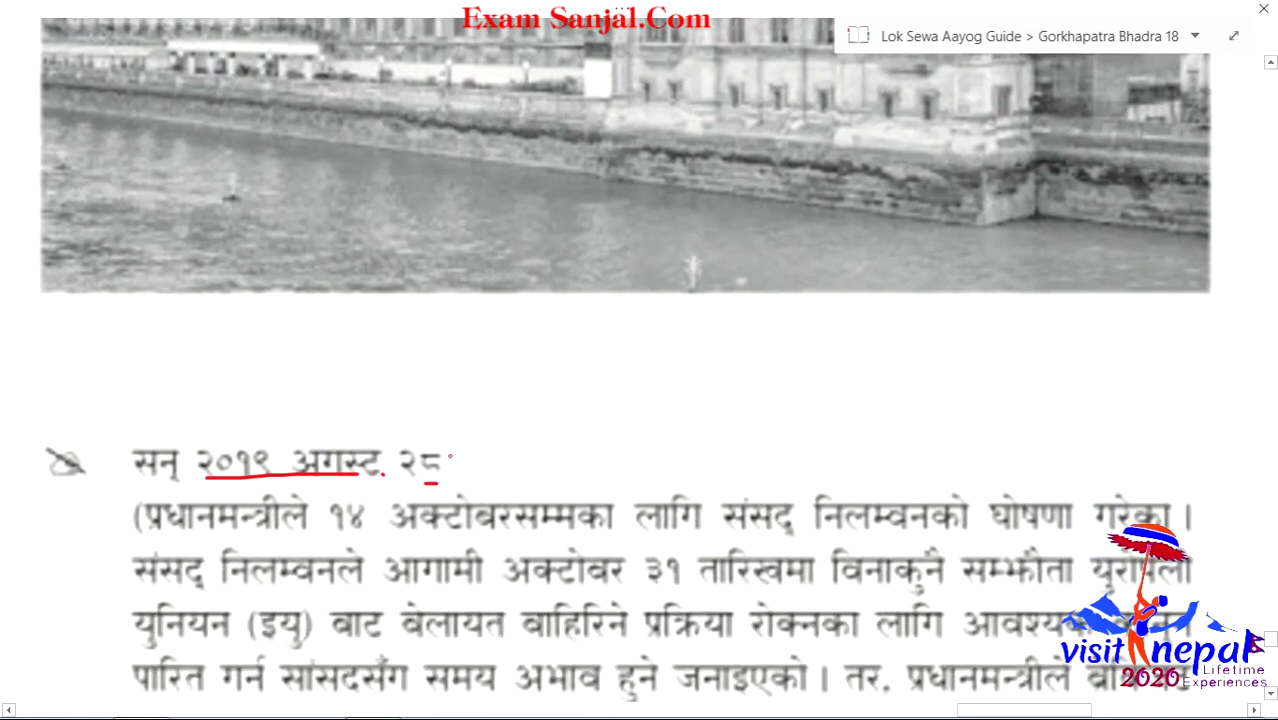 Exam Sanjal.Com
Lok Sewa Aayog Guide > Gorkhapatra Bhadra 18
सन् २०१९ अगस्ट २८
(प्रधानमन्त्रीले १४ अक्टोबरसम्मका लागि संसद् निलम्वनको घोषणा गरेका।
संसद् निलम्वनले आगामी अक्टोबर ३१ तारिखमा विनाकुनै सम्झौता
युनियन (इयु) बाट बेलायत बाहिरिने प्रक्रिया रोक्नका लागि
पारित गर्न सांसदसँग समय अभाव हुने जनाइएको। तर, प्रधानमन्त्रीले
visit nepal
2020 Lifetime
Experiences